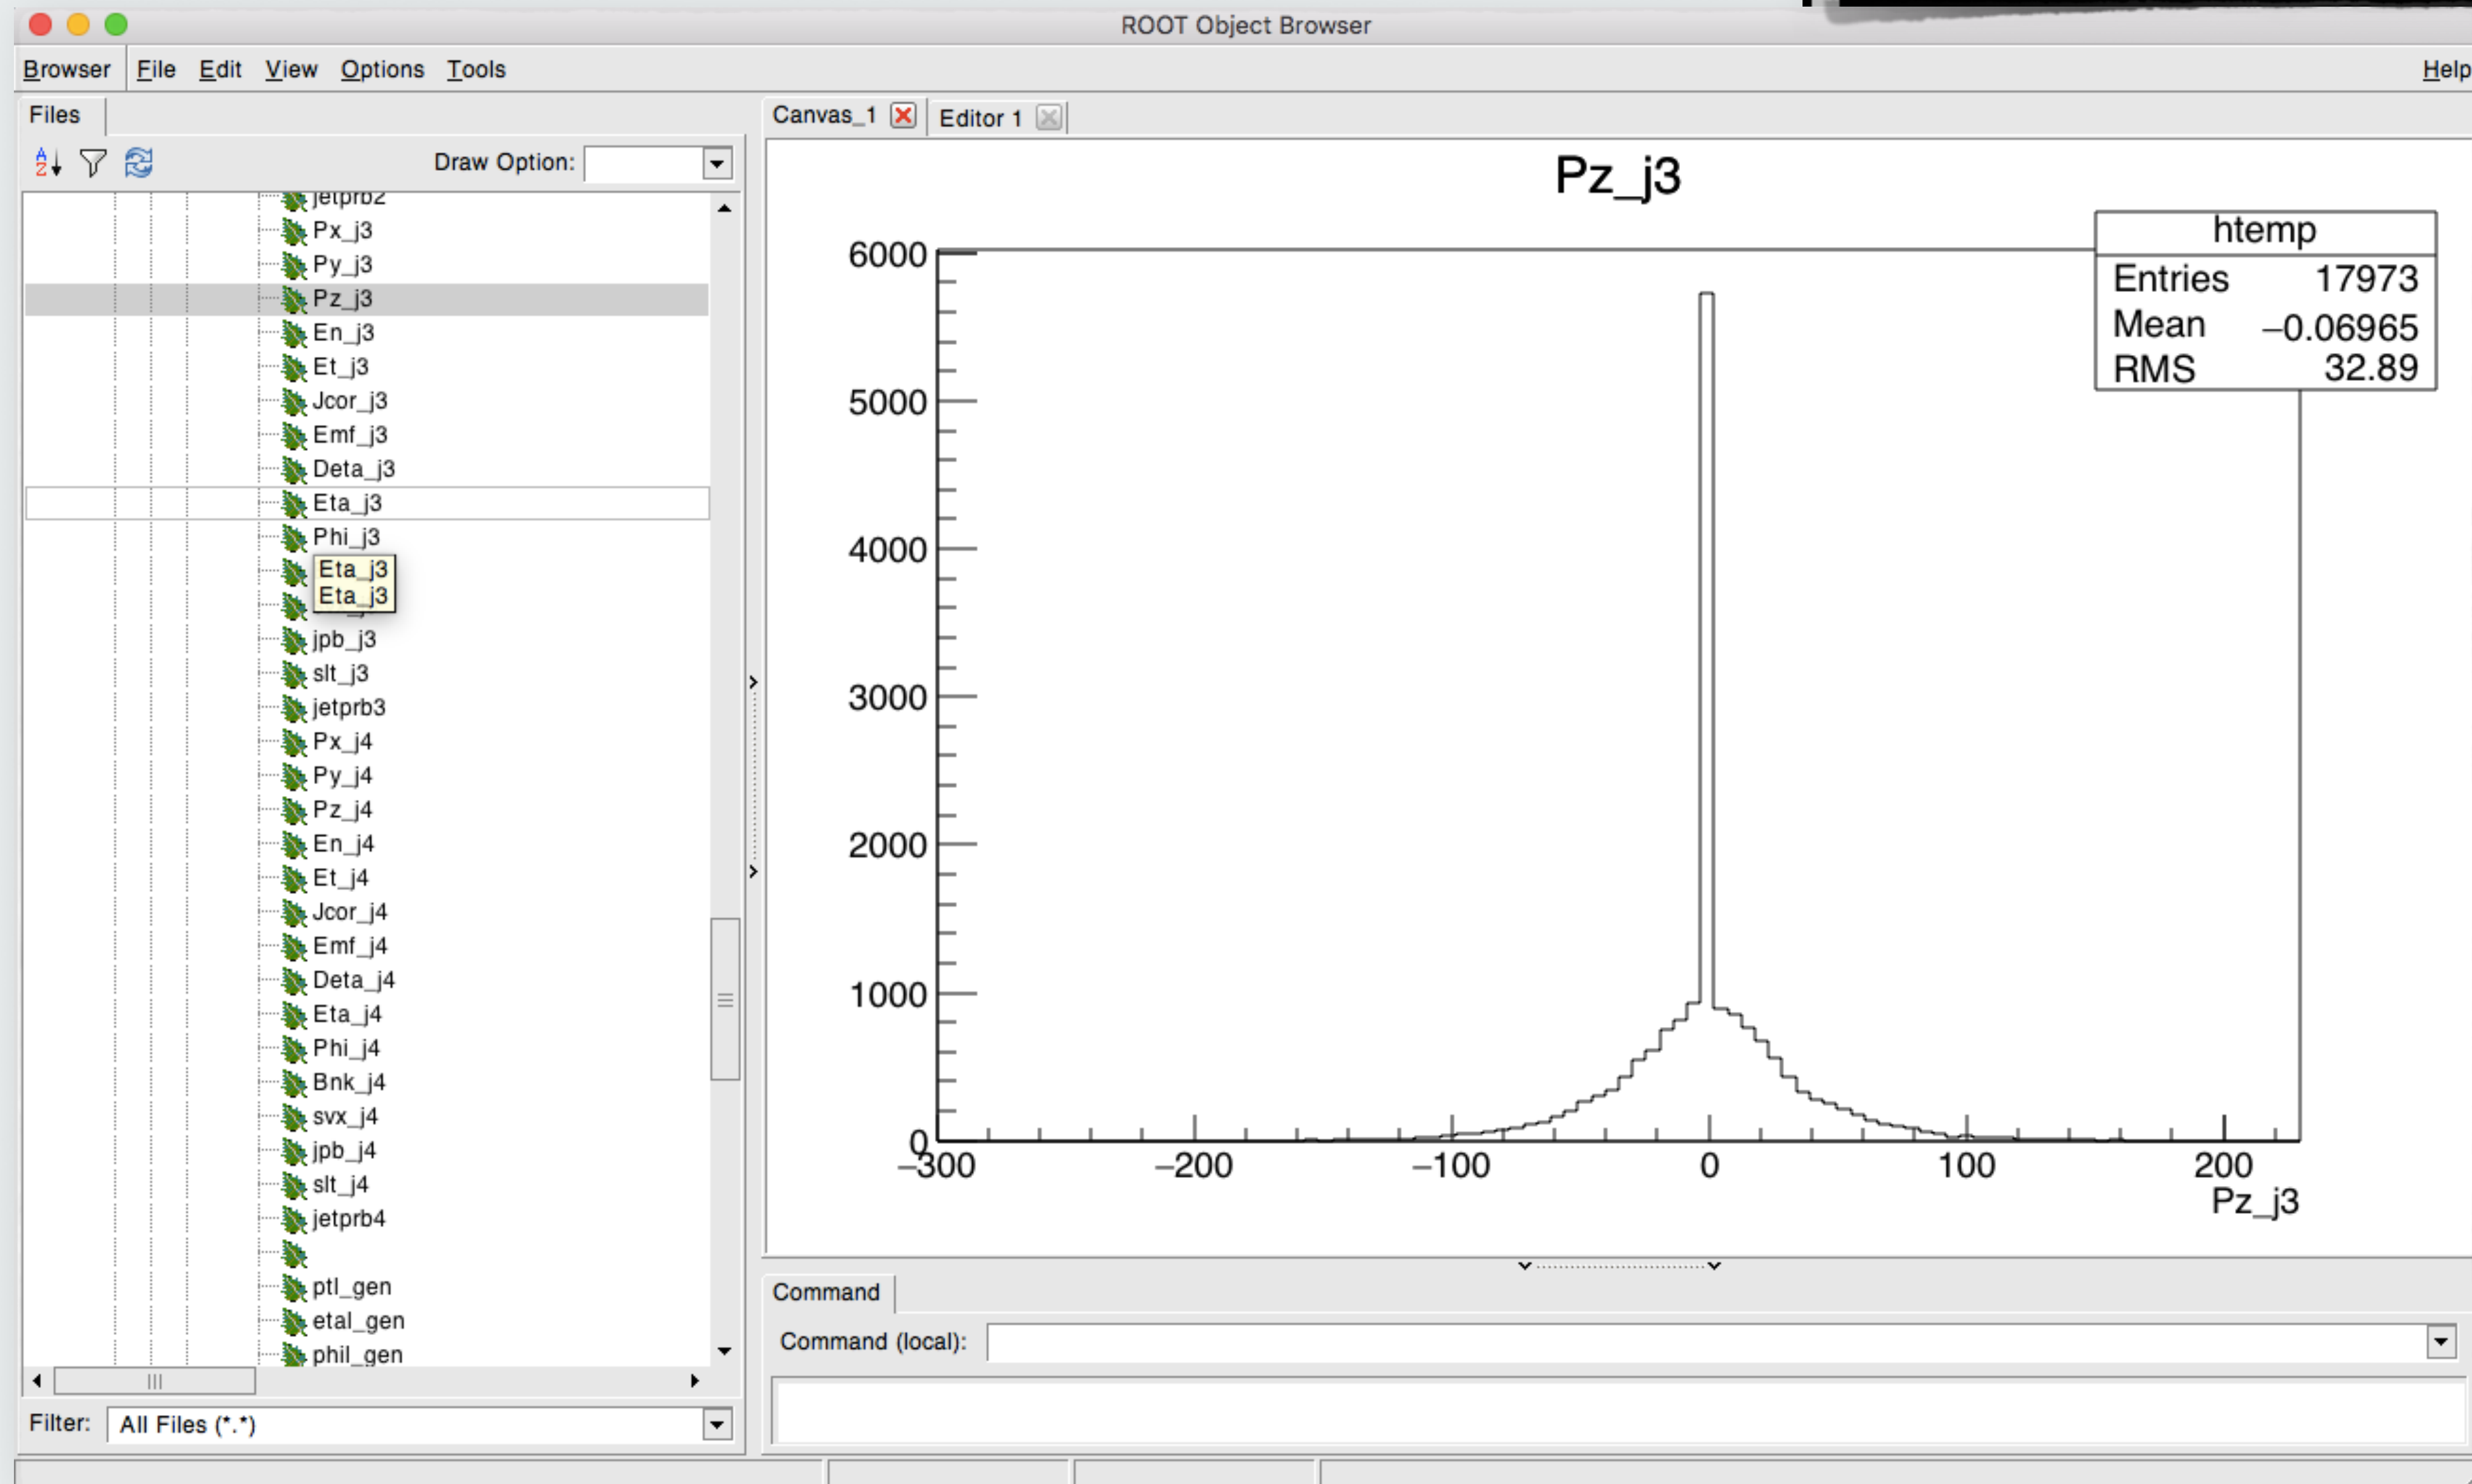 ROOT Object Browser
Browser File Edit View Options Tools Help
Files
Draw Option:
jetprb2
Px_j3
Py_j3
Pz_j3
En_j3
Et_j3
Jcor_j3
Emf_j3
Deta_j3
Eta_j3
Phi_j3
Eta_j3
Eta_j3
jpb_j3
slt_j3
jetprb3
Px_j4
Py_j4
Pz_j4
En_j4
Et_j4
Jcor_j4
Emf_j4
Deta_j4
Eta_j4
Phi_j4
Bnk_j4
svx_j4
jpb_j4
slt_j4
jetprb4
ptl_gen
etal_gen
phil_gen
Filter: All Files (*.*)
Canvas_1 Editor 1
Pz_j3
htemp
Entries 17973
Mean −0.06965
RMS 32.89
6000
5000
4000
3000
2000
1000
0
−300 −200 −100 0 100 200
Pz_j3
Command
Command (local):